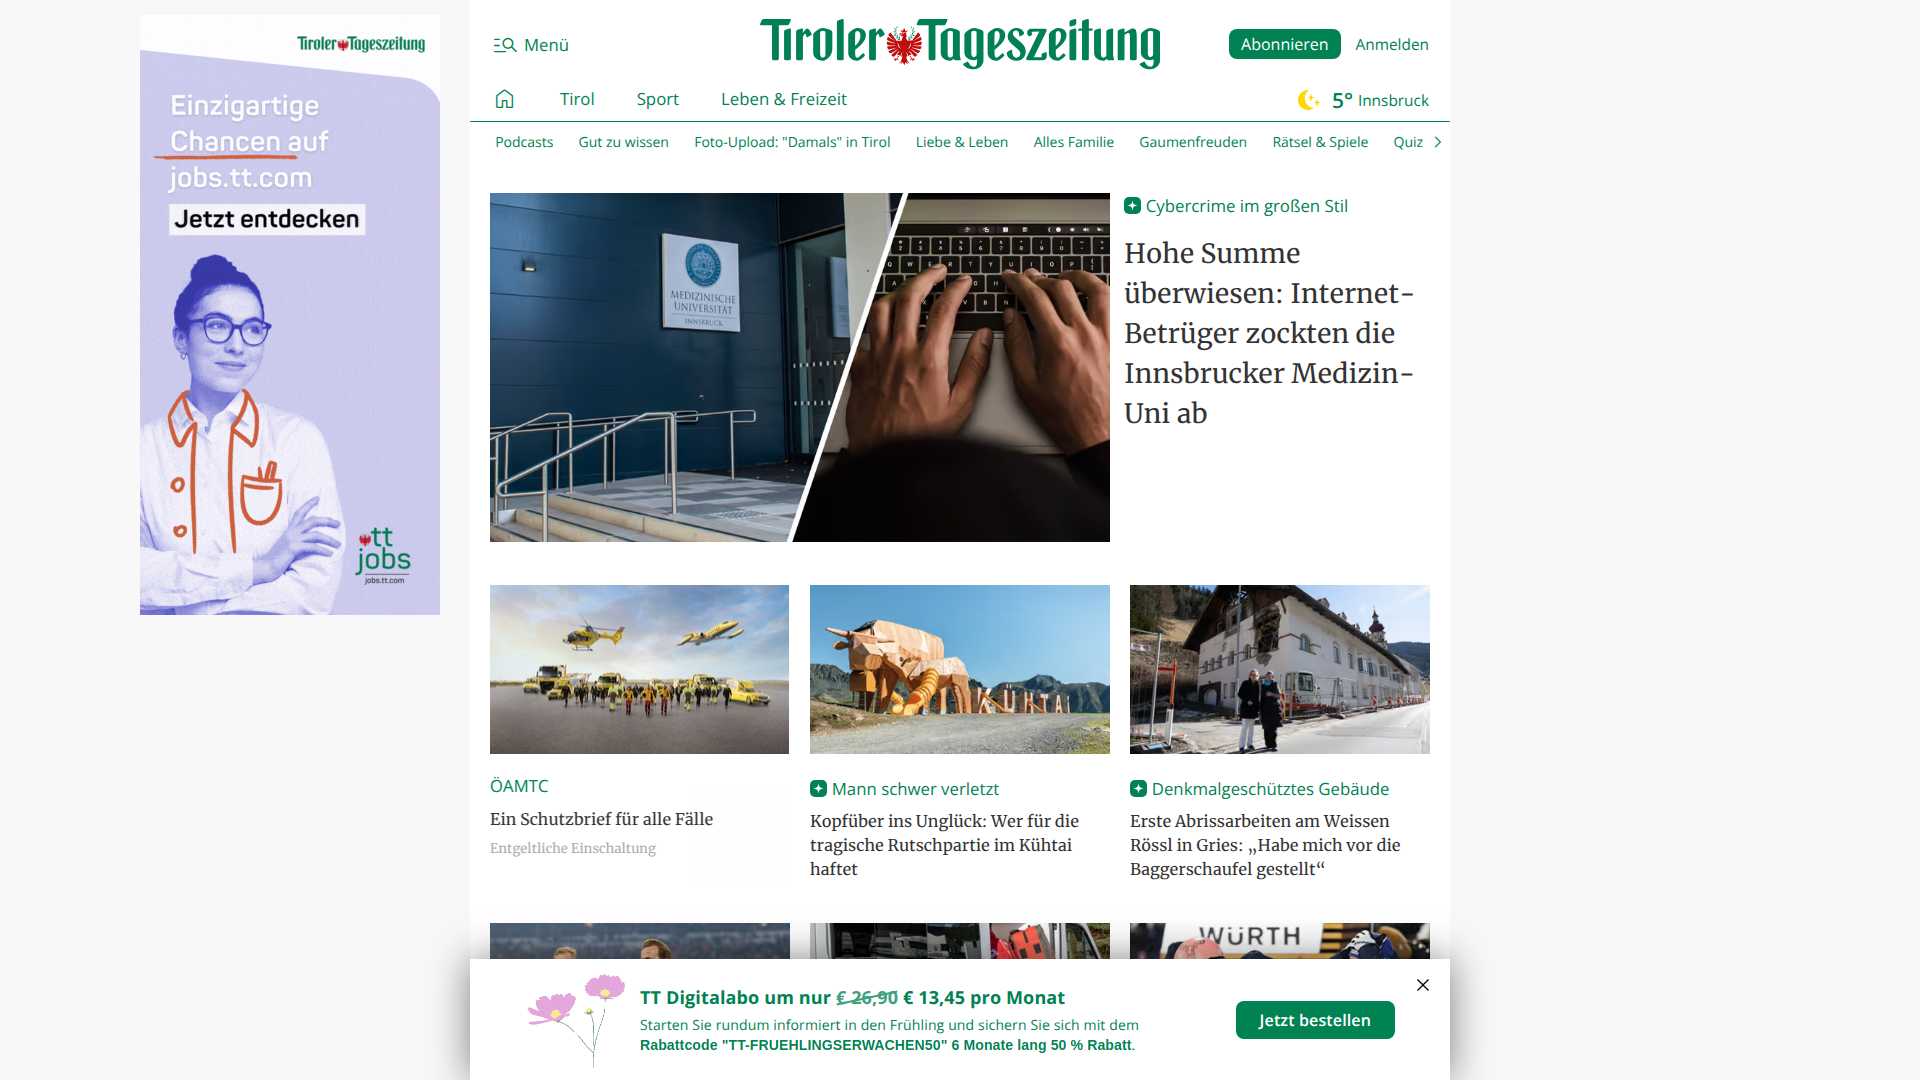 Tiroler Tageszeitung
Einzigartige
Chancen auf
jobs.tt.com
Jetzt entdecken
tt
jobs
jobs.tt.com
Menü
Tiroler Tageszeitung
Abonnieren
Anmelden
Tirol
Sport
Leben & Freizeit
5° Innsbruck
Podcasts
Gut zu wissen
Foto-Upload: "Damals" in Tirol
Liebe & Leben
Alles Familie
Gaumenfreuden
Rätsel & Spiele
Quiz
MEDIZINISCHE
UNIVERSITÄT
INNSBRUCK
Cybercrime im großen Stil
Hohe Summe
überwiesen: Internet-
Betrüger zockten die
Innsbrucker Medizin-
Uni ab
KÜHTAI
ÖAMTC
Ein Schutzbrief für alle Fälle
Entgeltliche Einschaltung
Mann schwer verletzt
Kopfüber ins Unglück: Wer für die
tragische Rutschpartie im Kühtai
haftet
Denkmalgeschütztes Gebäude
Erste Abrissarbeiten am Weissen
Rössl in Gries: „Habe mich vor die
Baggerschaufel gestellt“
WÜRTH
TT Digitalabo um nur € 26,90 € 13,45 pro Monat
Starten Sie rundum informiert in den Frühling und sichern Sie sich mit dem
Rabattcode "TT-FRUEHLINGSERWACHEN50" 6 Monate lang 50 % Rabatt.
Jetzt bestellen